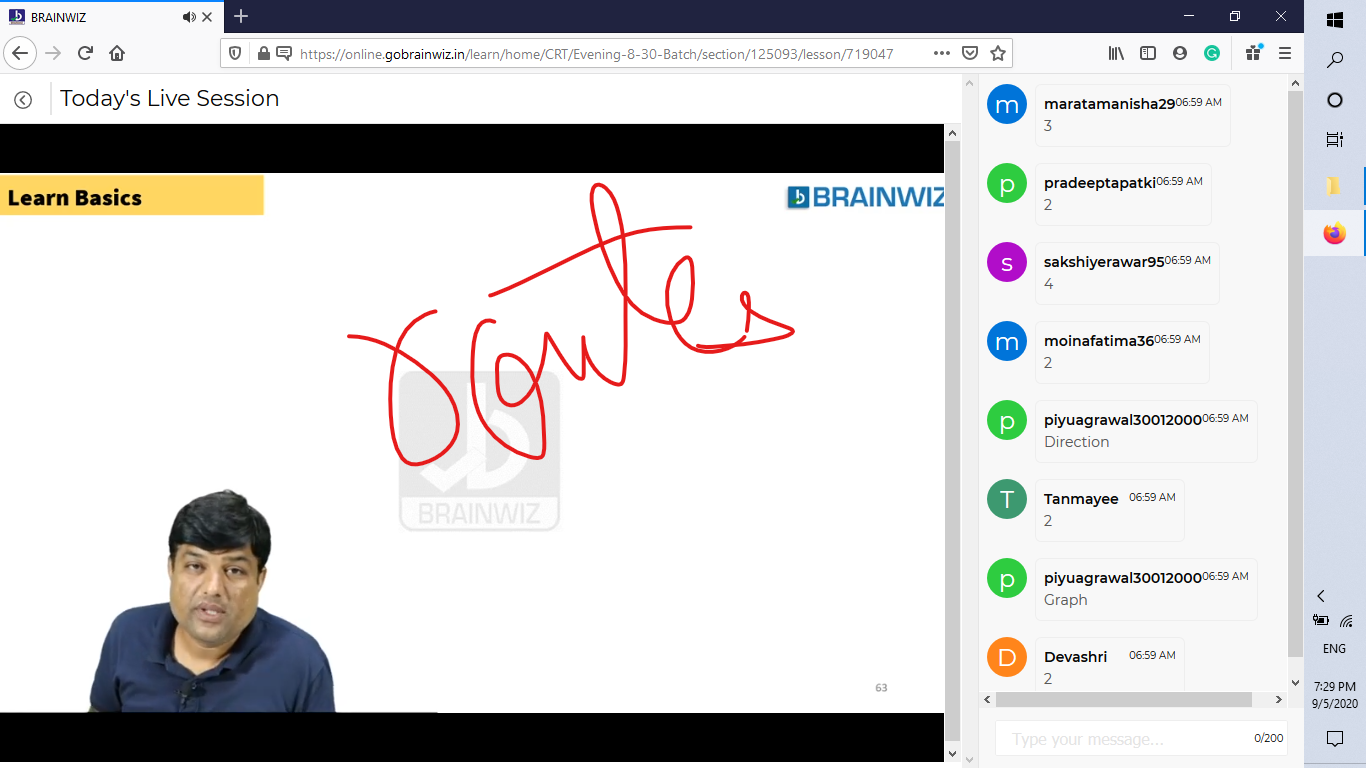 BRAINWIZ
https://online.gobrainwiz.in/learn/home/CRT/Evening-8-30-Batch/section/125093/lesson/719047
Today's Live Session
Learn Basics
BRAINWIZ
BRAINWIZ
63
m
maratamanisha29 06:59 AM
3
p
pradeeptapatki 06:59 AM
2
s
sakshiyerawar95 06:59 AM
4
m
moinafatima36 06:59 AM
2
p
piyuagrawal30012000 06:59 AM
Direction
T
Tanmayee 06:59 AM
2
p
piyuagrawal30012000 06:59 AM
Graph
D
Devashri 06:59 AM
2
Type your message... 0/200
ENG
7:29 PM
9/5/2020